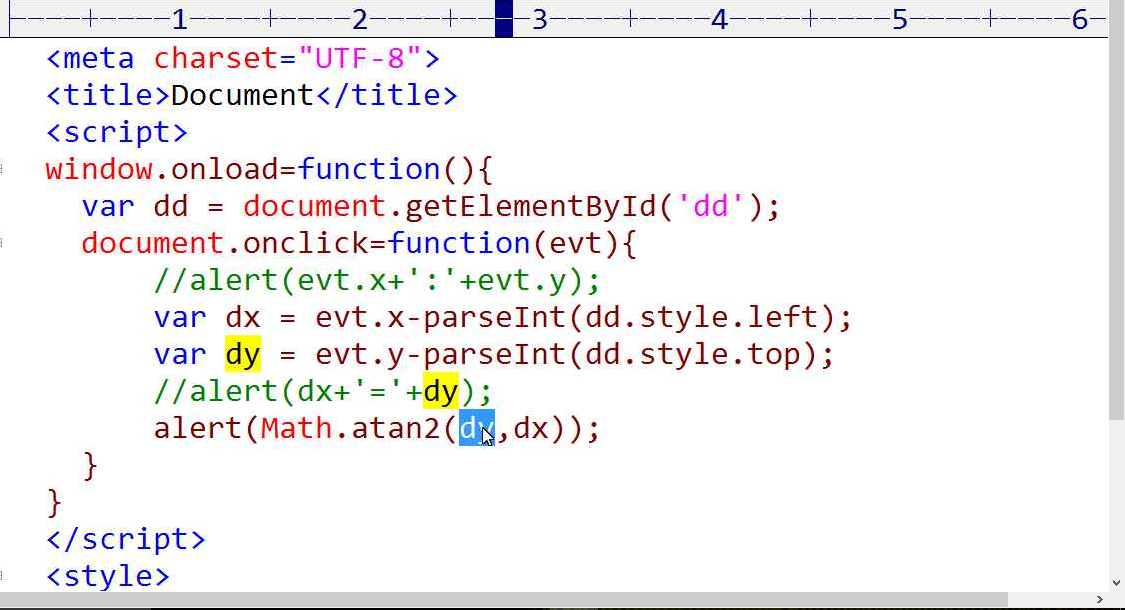 ----+----1----+----2----+----3----+----4----+----5----+----6-
<meta charset="UTF-8">
<title>Document</title>
<script>
window.onload=function(){
  var dd = document.getElementById('dd');
  document.onclick=function(evt){
      //alert(evt.x+':'+evt.y);
      var dx = evt.x-parseInt(dd.style.left);
      var dy = evt.y-parseInt(dd.style.top);
      //alert(dx+'='+dy);
      alert(Math.atan2(dy,dx));
  }
}
</script>
<style>